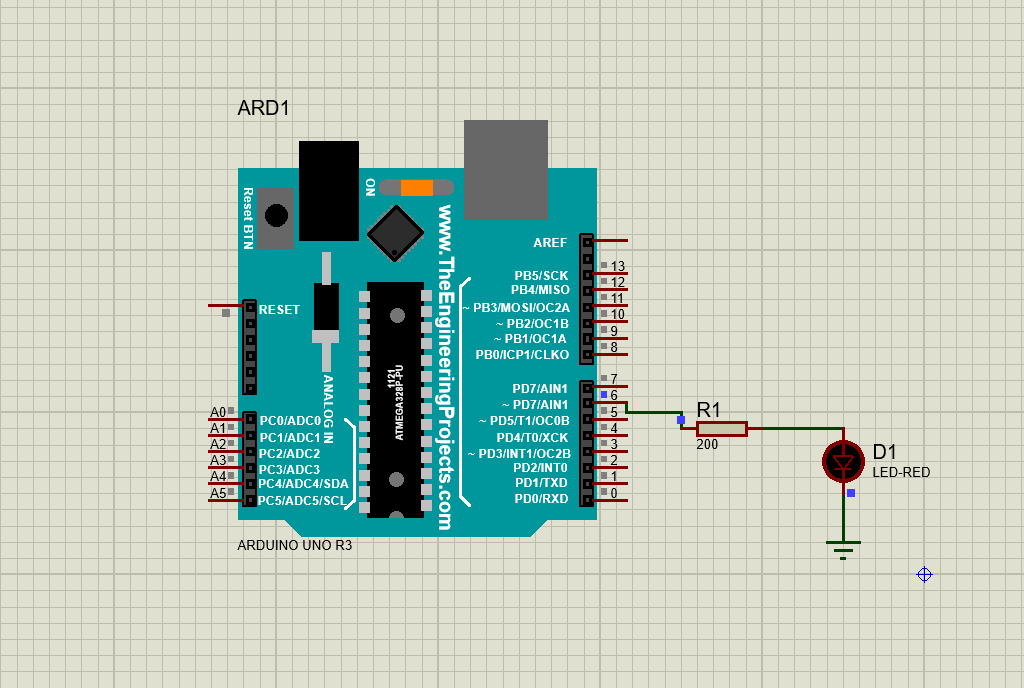 ARD1
ON
Reset BTN
www.TheEngineeringProjects.com
AREF
PB5/SCK 13
PB4/MISO 12
~ PB3/MOSI/OC2A 11
~ PB2/OC1B 10
~ PB1/OC1A 9
PB0/ICP1/CLKO 8
RESET
1121
ATMEGA328P-PU
ANALOG IN
PD7/AIN1 7
~ PD7/AIN1 6
~ PD5/T1/OC0B 5
PD4/T0/XCK 4
~ PD3/INT1/OC2B 3
PD2/INT0 2
PD1/TXD 1
PD0/RXD 0
A0 PC0/ADC0
A1 PC1/ADC1
A2 PC2/ADC2
A3 PC3/ADC3
A4 PC4/ADC4/SDA
A5 PC5/ADC5/SCL
R1
200
D1
LED-RED
ARDUINO UNO R3